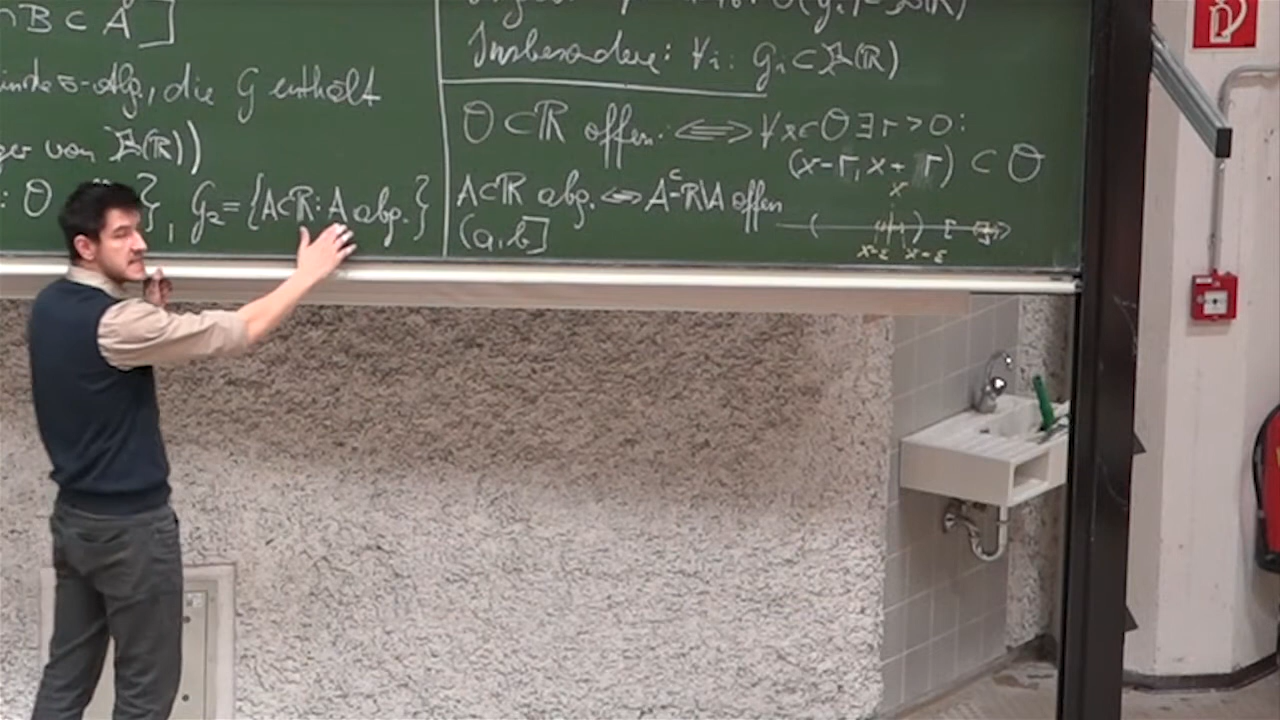 ∩B ⊂ A ]
σ-Alg., die G enthält
von 𝓑(ℝ))
: O }, G₂ = {A⊂ℝ: A abg.}
Insbesondere: ∀i: Gᵢ ⊂ 𝓑(ℝ)
O ⊂ ℝ offen. ⟺ ∀x∈O ∃r>0:
(x-r, x+r) ⊂ O
A⊂ℝ abg. ⟺ Aᶜ=ℝ\A offen
(a,b]
x
x-ε x+ε